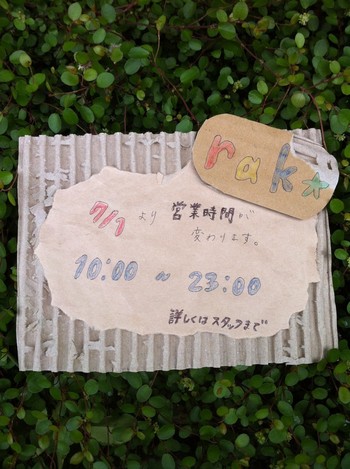 rak
7/1 より 営業時間が
変わります。
10:00 ~ 23:00
詳しくはスタッフまで